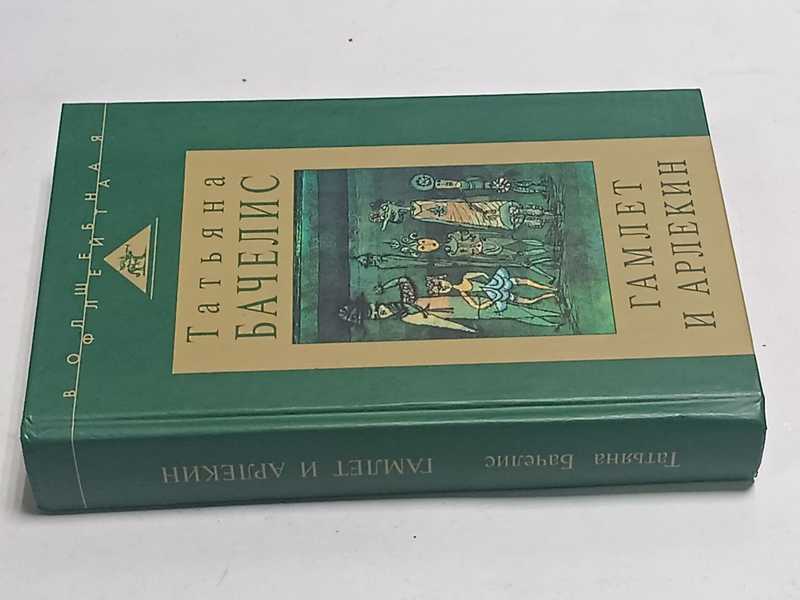 ВОЛШЕБНАЯ
ФЛЕЙТА
Татьяна
БАЧЕЛИС
ГАМЛЕТ
И АРЛЕКИН
Татьяна Бачелис ГАМЛЕТ И АРЛЕКИН